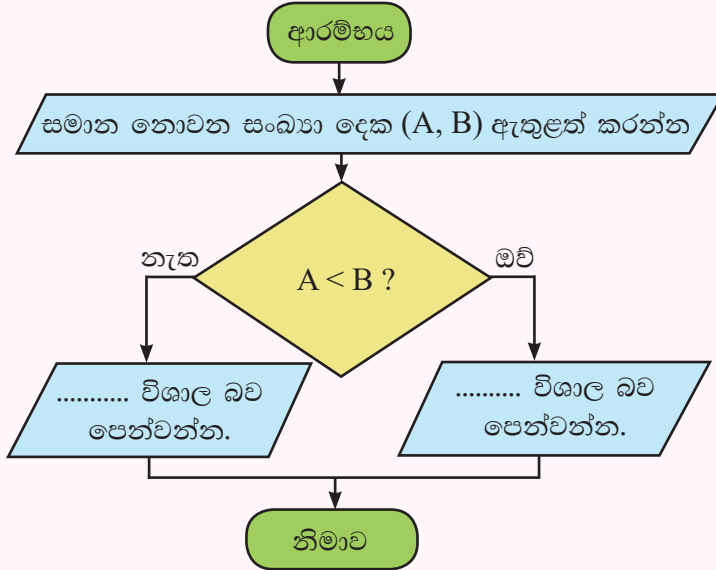 ආරම්භය
සමාන නොවන සංඛ්‍යා දෙක (A, B) ඇතුළත් කරන්න
නැත
ඔව්
A < B ?
........... විශාල බව
පෙන්වන්න.
.......... විශාල බව
පෙන්වන්න.
නිමාව